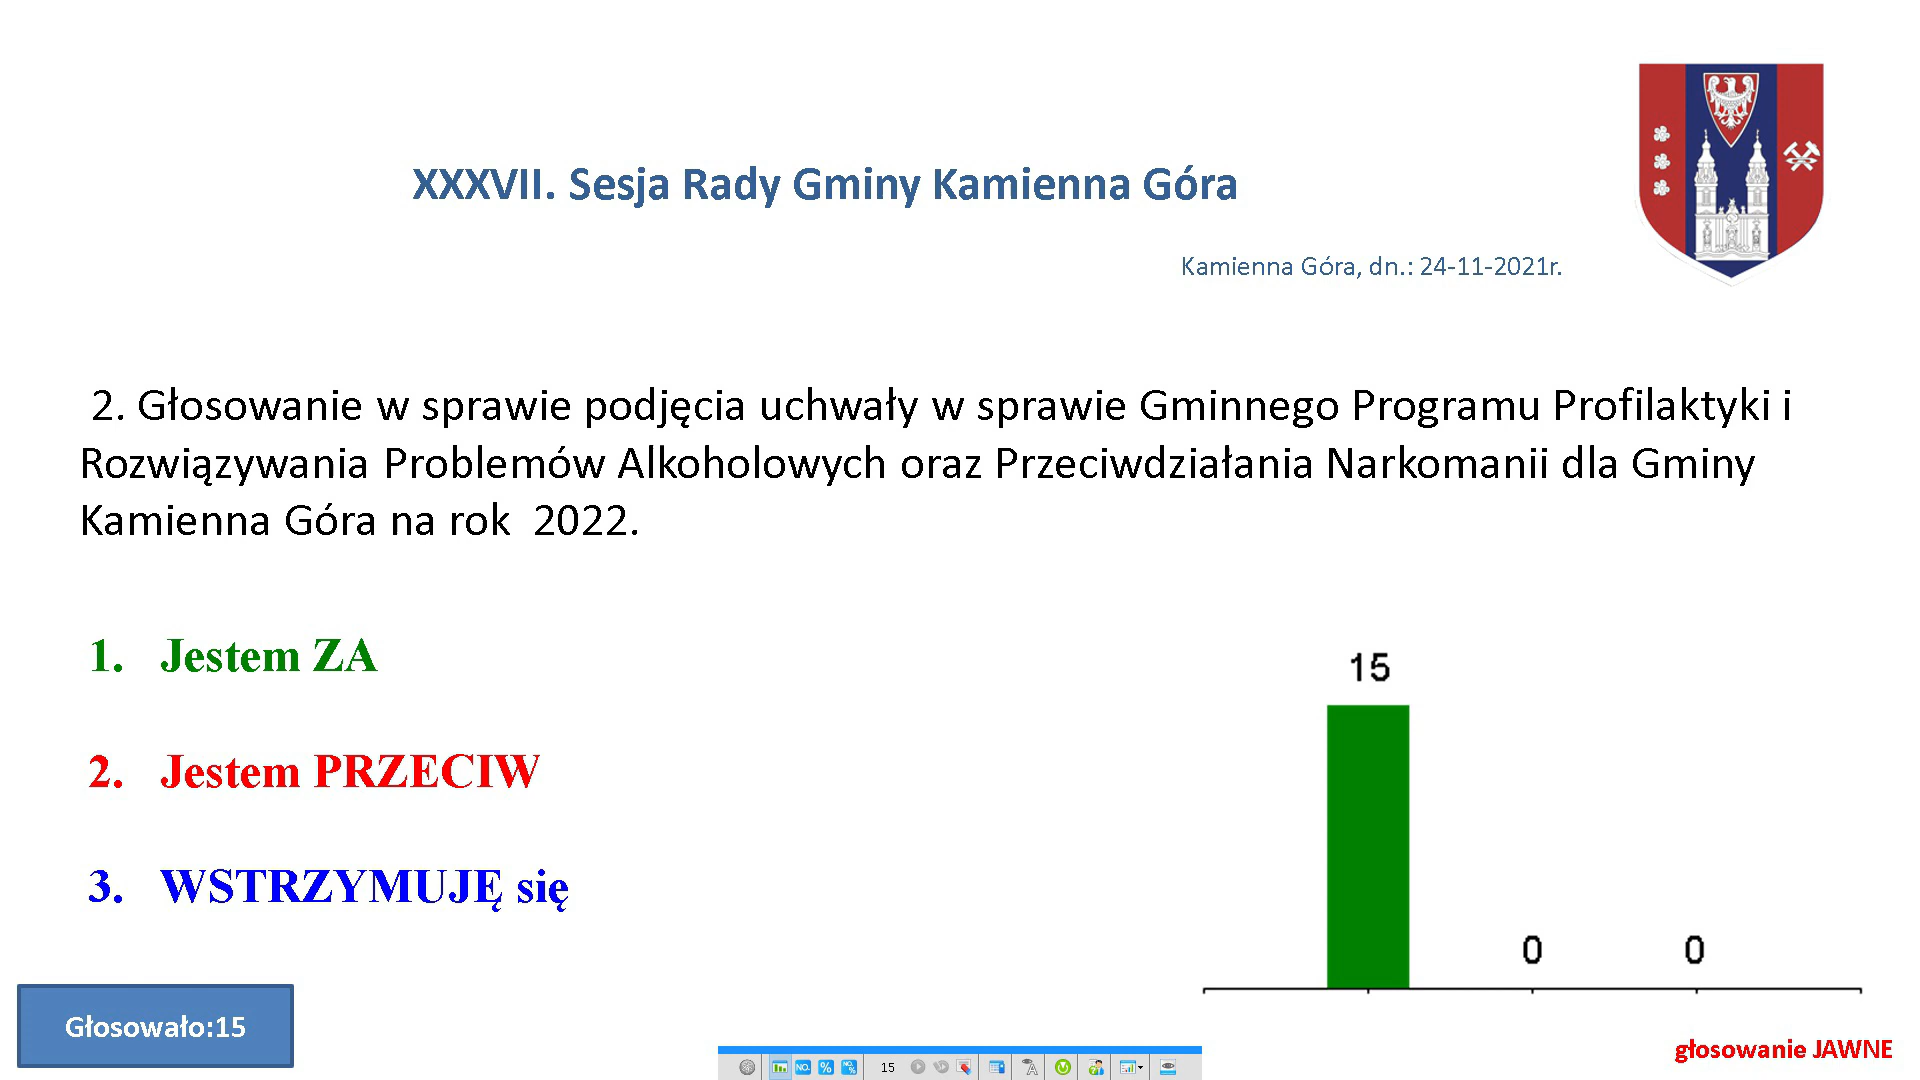 XXXVII. Sesja Rady Gminy Kamienna Góra
Kamienna Góra, dn.: 24-11-2021r.
2. Głosowanie w sprawie podjęcia uchwały w sprawie Gminnego Programu Profilaktyki i
Rozwiązywania Problemów Alkoholowych oraz Przeciwdziałania Narkomanii dla Gminy
Kamienna Góra na rok 2022.
1. Jestem ZA
2. Jestem PRZECIW
3. WSTRZYMUJĘ się
15
0 0
Głosowało:15
NO. % NO. % 15
głosowanie JAWNE